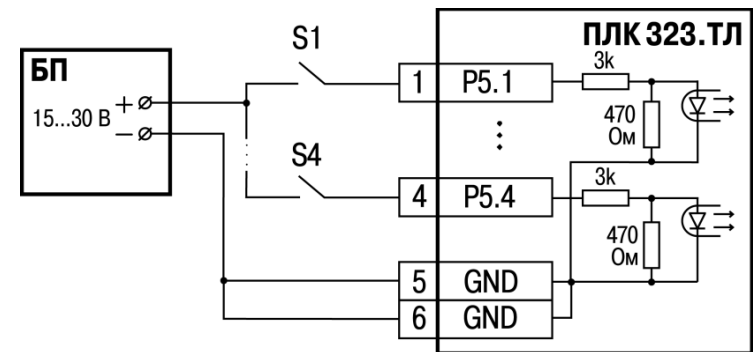 ПЛК 323.ТЛ
S1
3k
БП
1 P5.1
15...30 В
+
−
470
Ом
S4
3k
4 P5.4
470
Ом
5 GND
6 GND